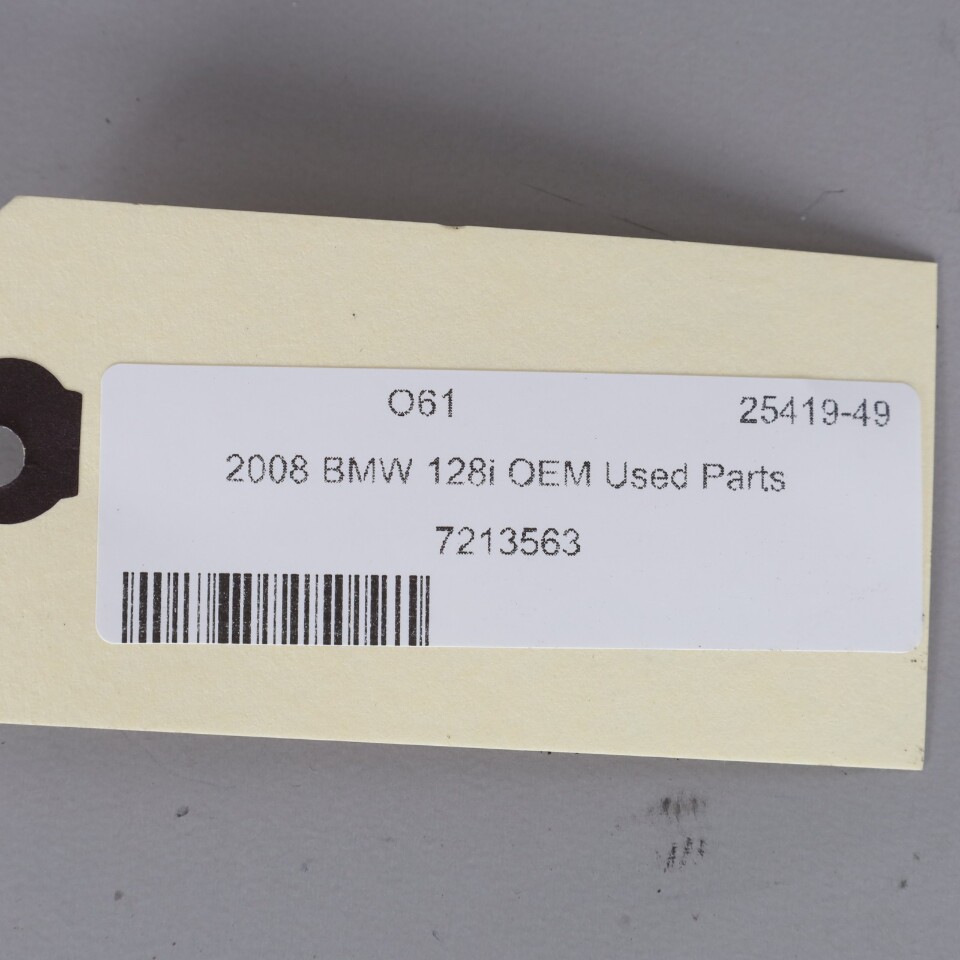 O61 25419-49
2008 BMW 128i OEM Used Parts
7213563